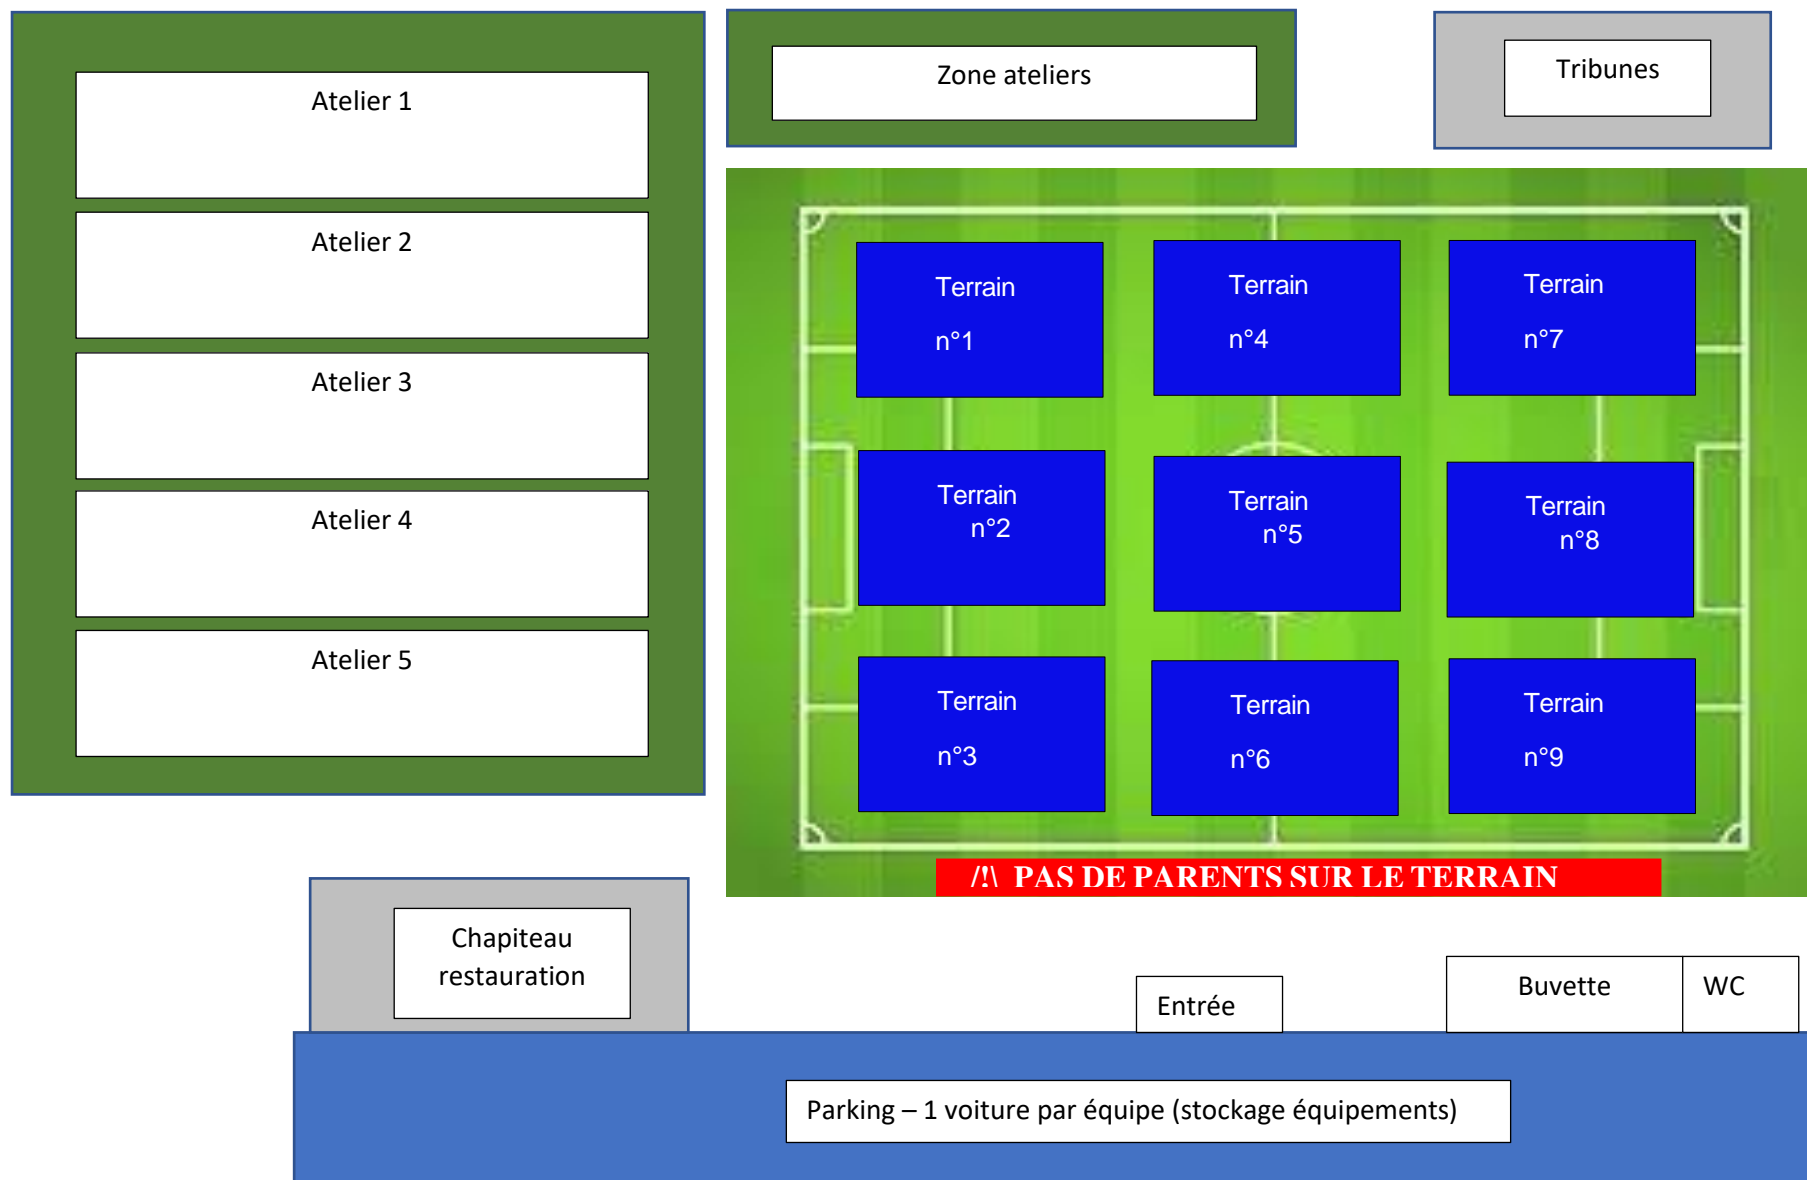 Atelier 1
Atelier 2
Atelier 3
Atelier 4
Atelier 5
Zone ateliers
Tribunes
Terrain
n°1
Terrain
n°4
Terrain
n°7
Terrain
n°2
Terrain
n°5
Terrain
n°8
Terrain
n°3
Terrain
n°6
Terrain
n°9
/!\ PAS DE PARENTS SUR LE TERRAIN
Chapiteau
restauration
Entrée
Buvette
WC
Parking – 1 voiture par équipe (stockage équipements)